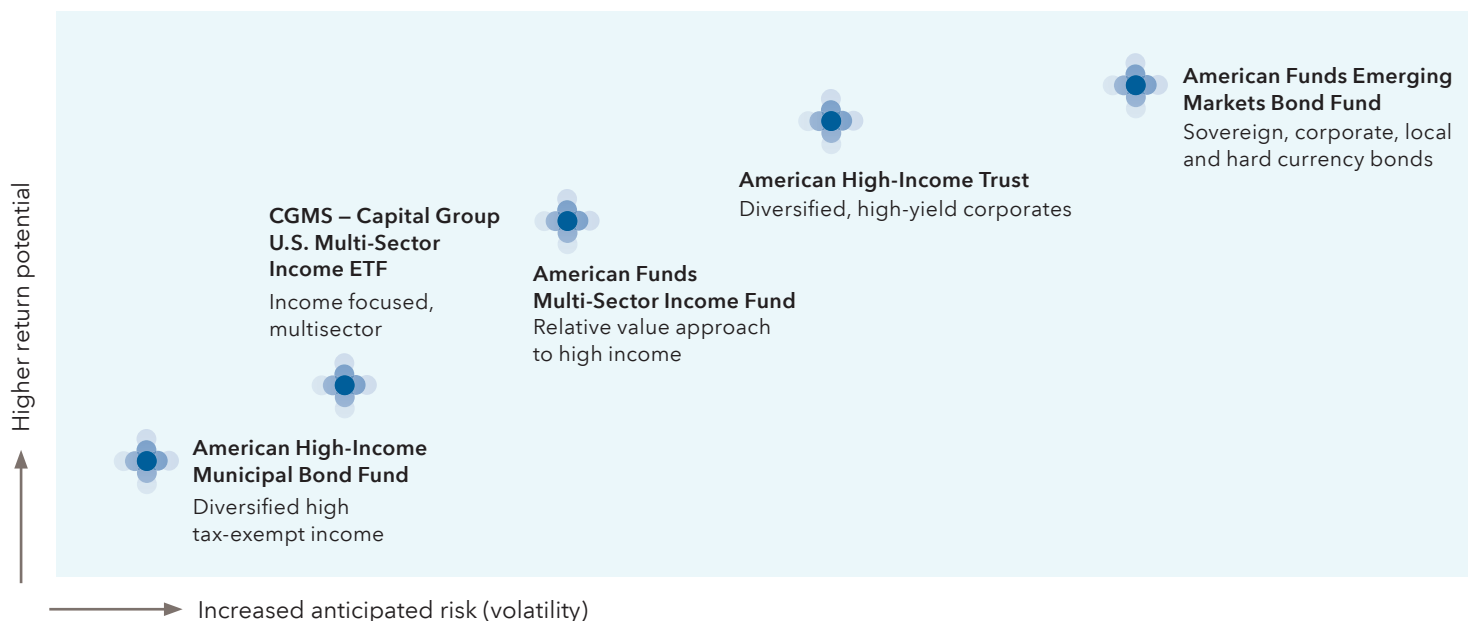 American Funds Emerging
Markets Bond Fund
Sovereign, corporate, local
and hard currency bonds
American High-Income Trust
Diversified, high-yield corporates
CGMS – Capital Group
U.S. Multi-Sector
Income ETF
Income focused,
multisector
American Funds
Multi-Sector Income Fund
Relative value approach
to high income
American High-Income
Municipal Bond Fund
Diversified high
tax-exempt income
Higher return potential
Increased anticipated risk (volatility)